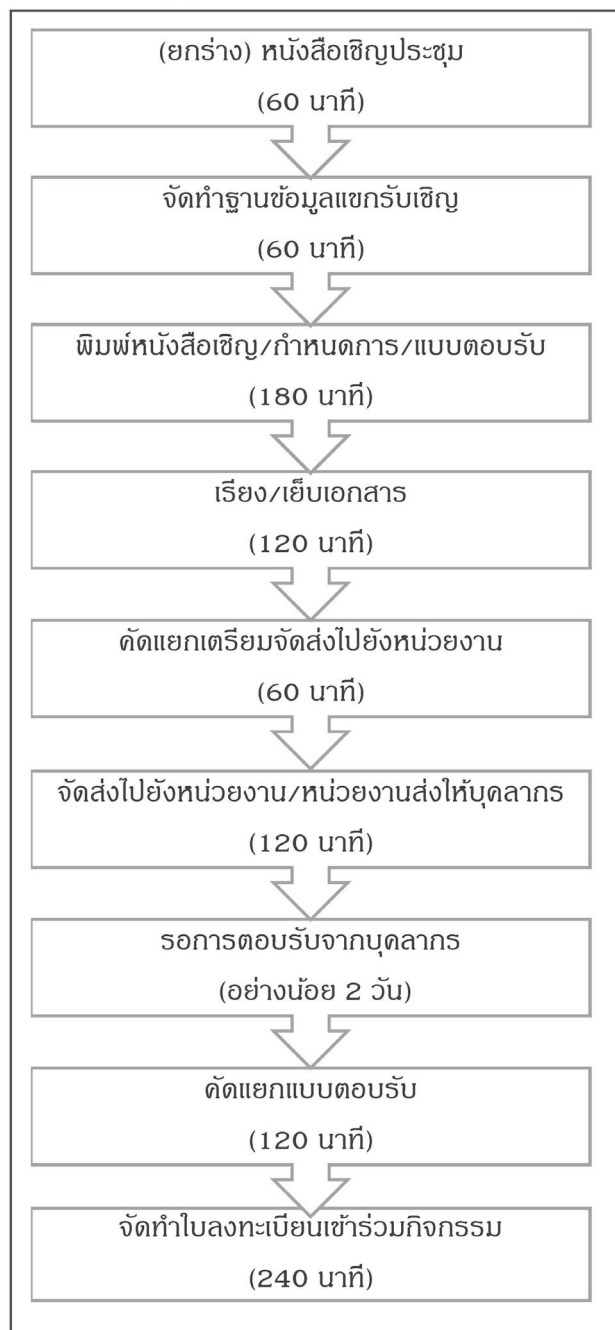 (ยกร่าง) หนังสือเชิญประชุม
(60 นาที)
จัดทำฐานข้อมูลแขกรับเชิญ
(60 นาที)
พิมพ์หนังสือเชิญ/กำหนดการ/แบบตอบรับ
(180 นาที)
เรียง/เย็บเอกสาร
(120 นาที)
คัดแยกเตรียมจัดส่งไปยังหน่วยงาน
(60 นาที)
จัดส่งไปยังหน่วยงาน/หน่วยงานส่งให้บุคลากร
(120 นาที)
รอการตอบรับจากบุคลากร
(อย่างน้อย 2 วัน)
คัดแยกแบบตอบรับ
(120 นาที)
จัดทำใบลงทะเบียนเข้าร่วมกิจกรรม
(240 นาที)